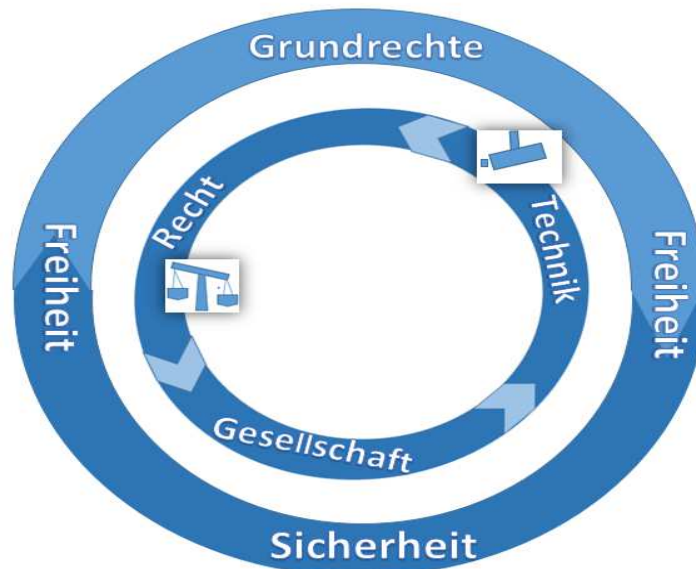 Grundrechte
Recht
Technik
Freiheit
Freiheit
Gesellschaft
Sicherheit